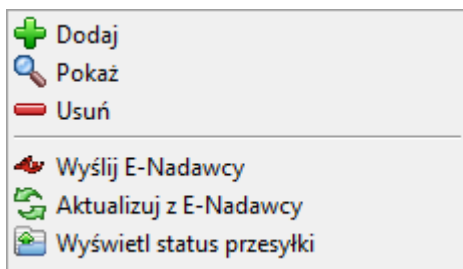 Dodaj
Pokaż
Usuń
Wyślij E-Nadawcy
Aktualizuj z E-Nadawcy
Wyświetl status przesyłki